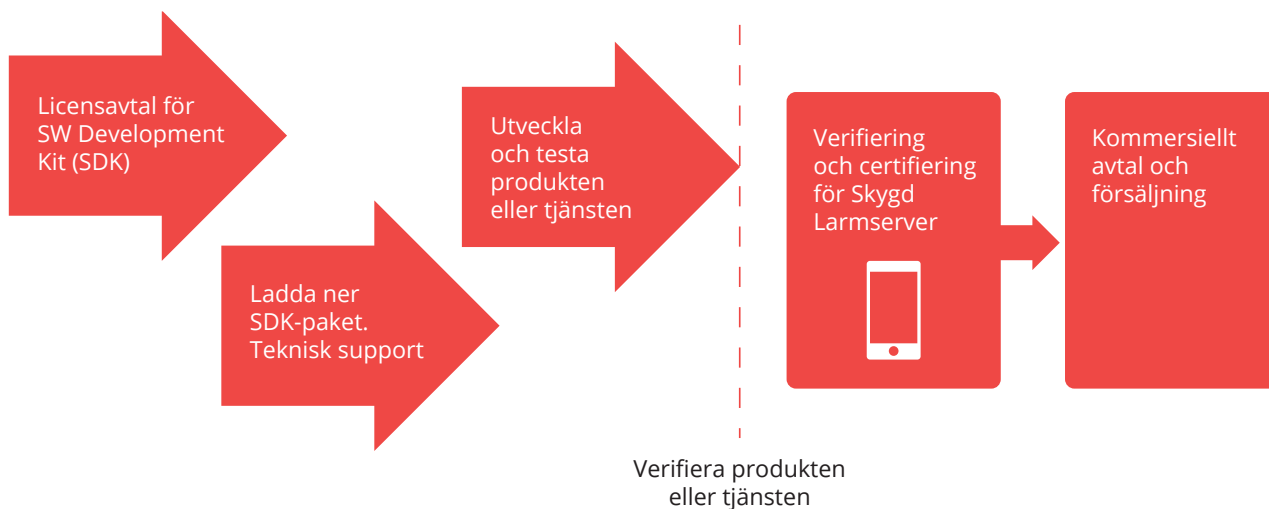 Licensavtal för
SW Development
Kit (SDK)
Ladda ner
SDK-paket.
Teknisk support
Utveckla
och testa
produkten
eller tjänsten
Verifiera produkten
eller tjänsten
Verifiering
och certifiering
för Skygd
Larmserver
Kommersiellt
avtal och
försäljning